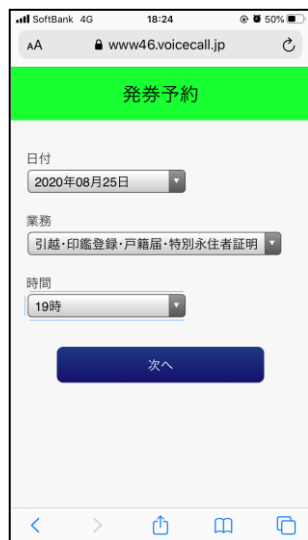 SoftBank 4G 18:24 50%
AA www46.voicecall.jp
発券予約
日付
2020年08月25日
業務
引越・印鑑登録・戸籍届・特別永住者証明
時間
19時
次へ